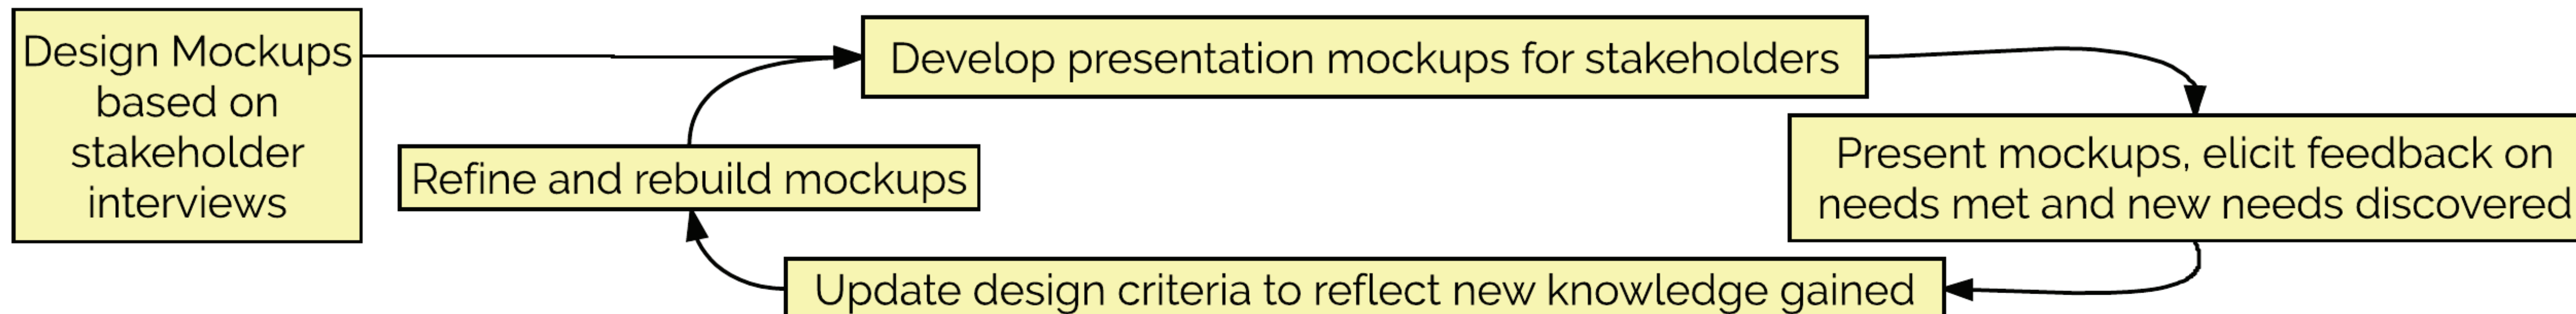 Design Mockups
based on
stakeholder
interviews
Develop presentation mockups for stakeholders
Present mockups, elicit feedback on
needs met and new needs discovered
Refine and rebuild mockups
Update design criteria to reflect new knowledge gained